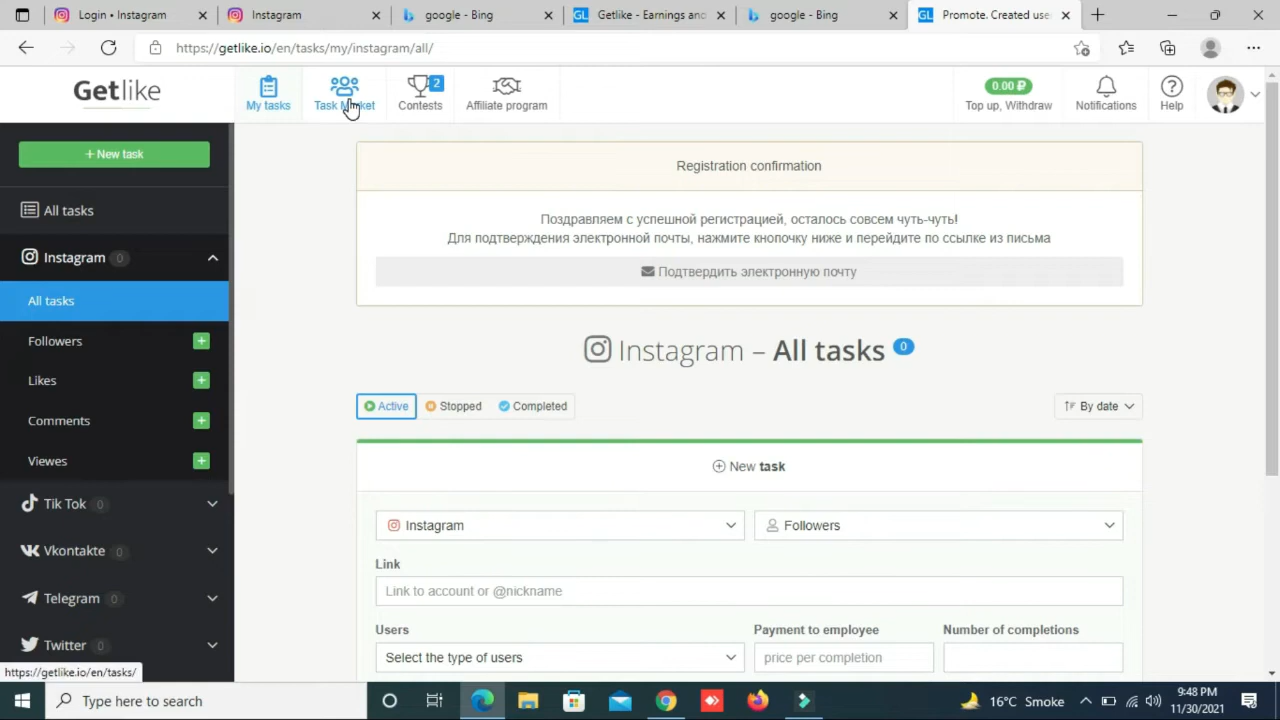 Login • Instagram
Instagram
google - Bing
Getlike - Earnings and
google - Bing
Promote. Created use
https://getlike.io/en/tasks/my/instagram/all/
Getlike
My tasks
Task Market
Contests
2
Affiliate program
0.00 ₽
Top up, Withdraw
Notifications
Help
+ New task
All tasks
Instagram 0
All tasks
Followers
Likes
Comments
Viewes
Tik Tok 0
Vkontakte 0
Telegram 0
Twitter 0
https://getlike.io/en/tasks/
Registration confirmation
Поздравляем с успешной регистрацией, осталось совсем чуть-чуть!
Для подтверждения электронной почты, нажмите кнопочку ниже и перейдите по ссылке из письма
Подтвердить электронную почту
Instagram – All tasks 0
Active
Stopped
Completed
By date
New task
Instagram
Followers
Link
Link to account or @nickname
Users
Payment to employee
Number of completions
Select the type of users
price per completion
Type here to search
16°C Smoke
9:48 PM
11/30/2021